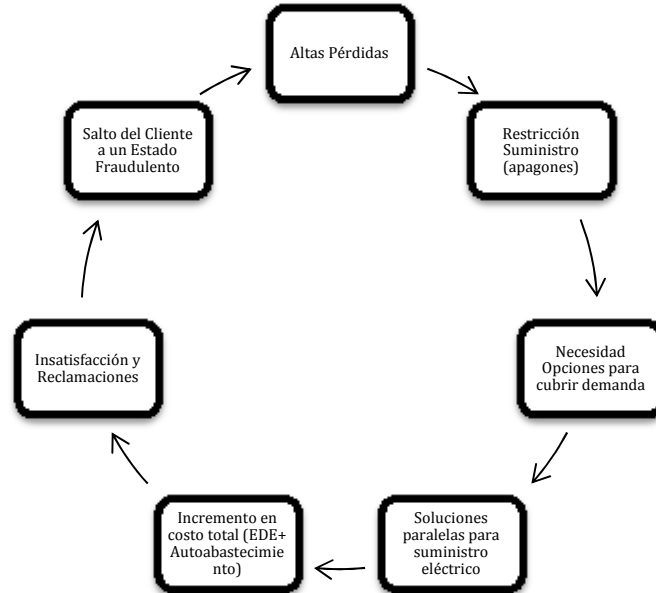 Altas Pérdidas
Restricción
Suministro
(apagones)
Necesidad
Opciones para
cubrir demanda
Soluciones
paralelas para
suministro
eléctrico
Incremento en
costo total (EDE+
Autoabastecimie
nto)
Insatisfacción y
Reclamaciones
Salto del Cliente
a un Estado
Fraudulento